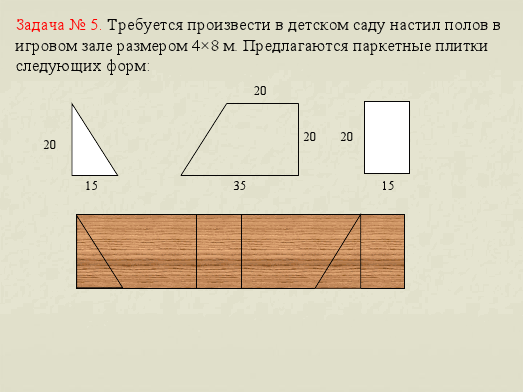 Задача № 5. Требуется произвести в детском саду настил полов в
игровом зале размером 4×8 м. Предлагаются паркетные плитки
следующих форм:
20
20
20
20
15
35
15